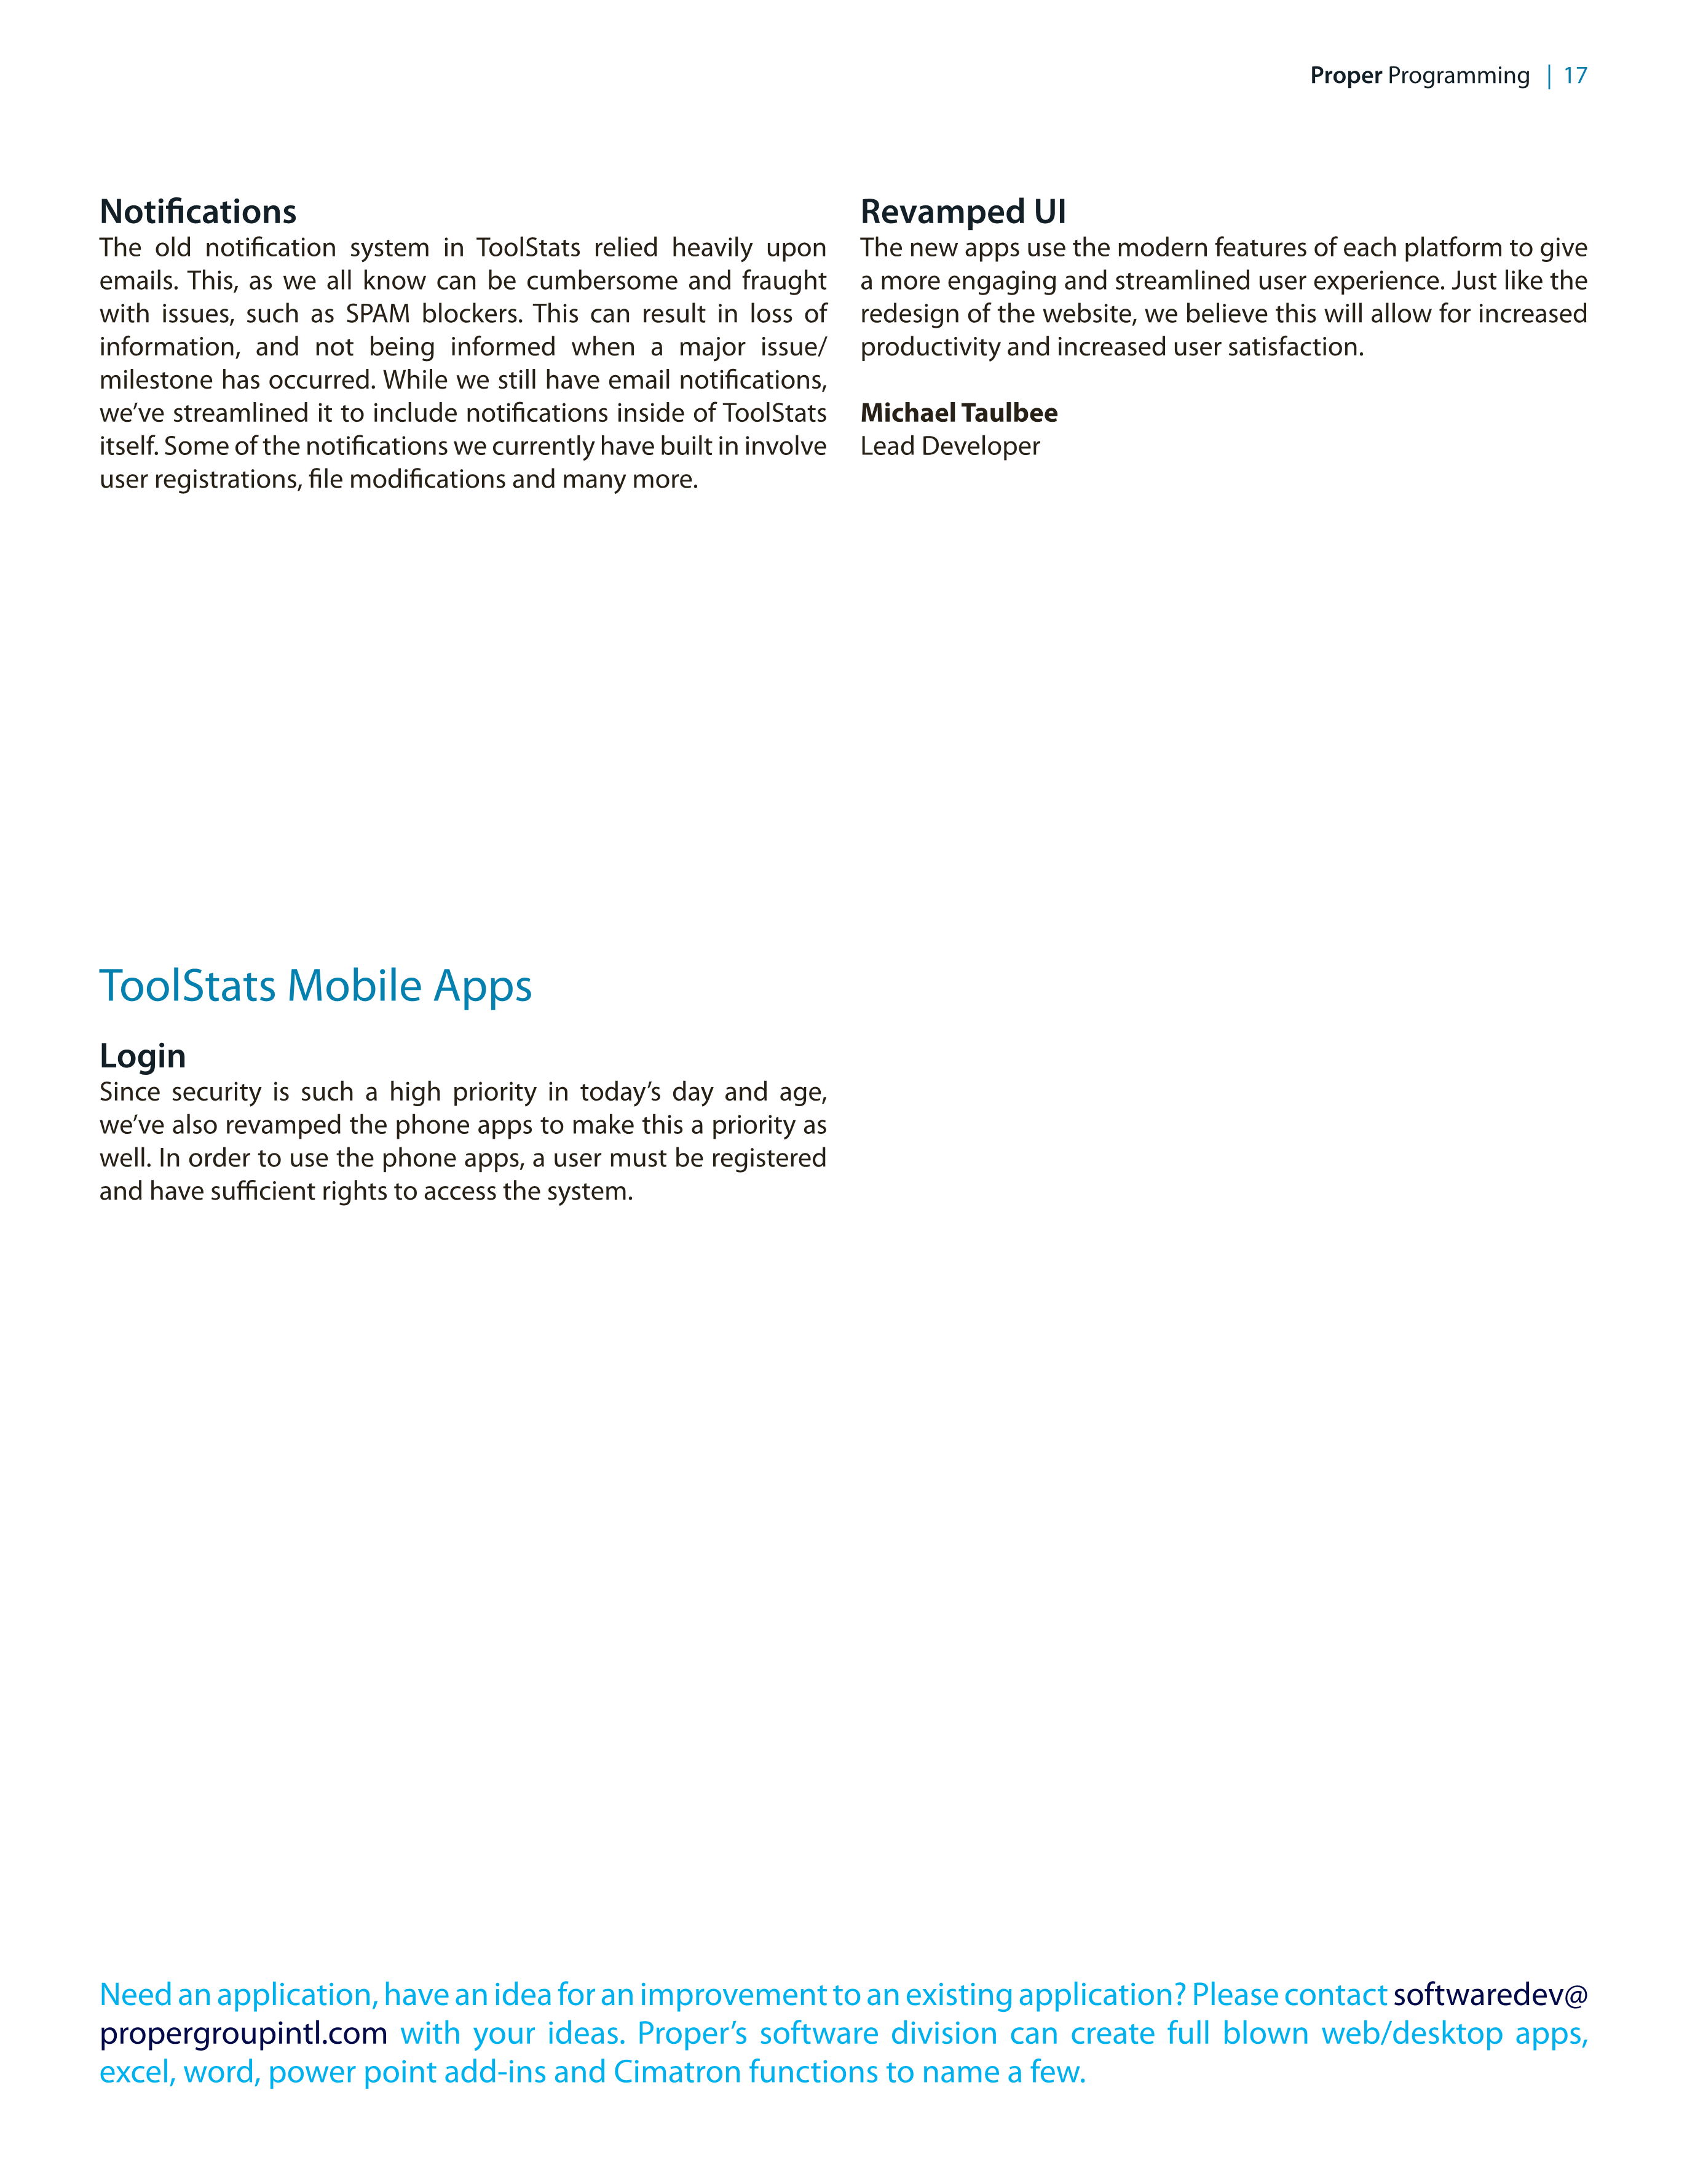 Proper Programming | 17
Notifications
The old notification system in ToolStats relied heavily upon
emails. This, as we all know can be cumbersome and fraught
with issues, such as SPAM blockers. This can result in loss of
information, and not being informed when a major issue/
milestone has occurred. While we still have email notifications,
we’ve streamlined it to include notifications inside of ToolStats
itself. Some of the notifications we currently have built in involve
user registrations, file modifications and many more.
ToolStats Mobile Apps
Login
Since security is such a high priority in today’s day and age,
we’ve also revamped the phone apps to make this a priority as
well. In order to use the phone apps, a user must be registered
and have sufficient rights to access the system.
Revamped UI
The new apps use the modern features of each platform to give
a more engaging and streamlined user experience. Just like the
redesign of the website, we believe this will allow for increased
productivity and increased user satisfaction.
Michael Taulbee
Lead Developer
Need an application, have an idea for an improvement to an existing application? Please contact softwaredev@
propergroupintl.com with your ideas. Proper’s software division can create full blown web/desktop apps,
excel, word, power point add-ins and Cimatron functions to name a few.